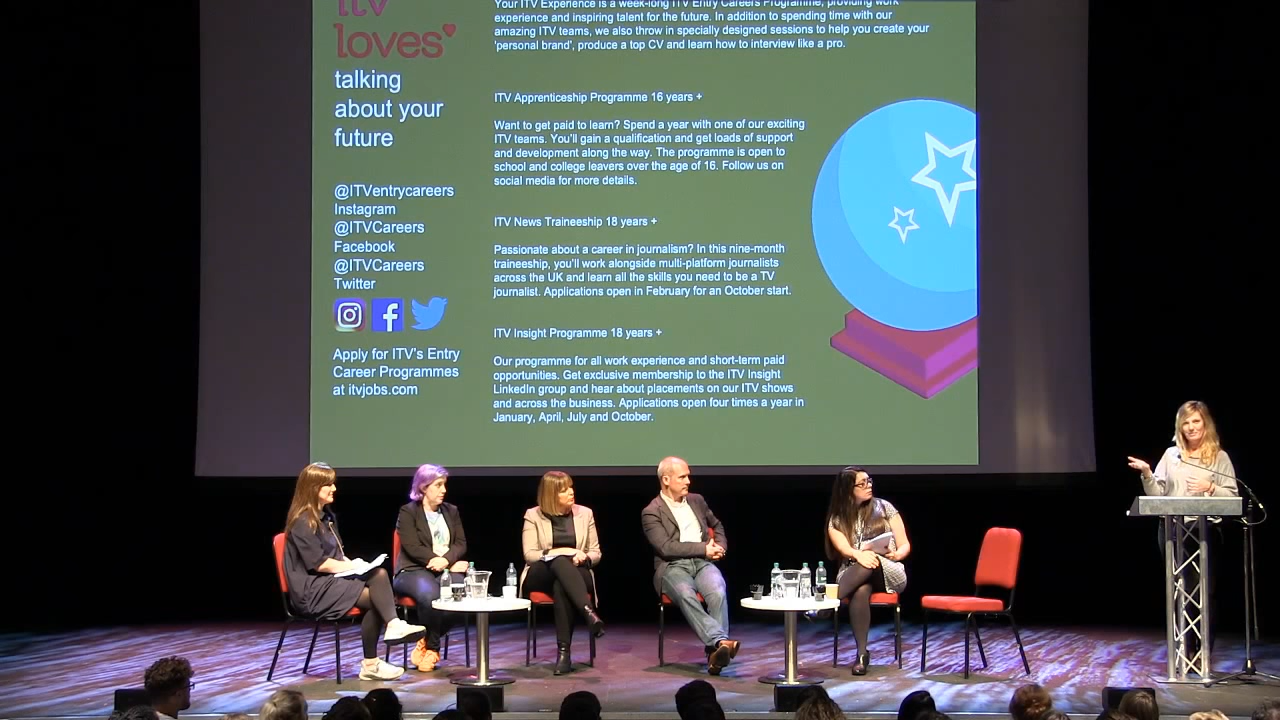 itv
loves
talking
about your
future
@ITVentrycareers
Instagram
@ITVCareers
Facebook
@ITVCareers
Twitter
Apply for ITV's Entry
Career Programmes
at itvjobs.com
Your ITV Experience is a week-long ITV Entry Careers Programme, providing work
experience and inspiring talent for the future. In addition to spending time with our
amazing ITV teams, we also throw in specially designed sessions to help you create your
'personal brand', produce a top CV and learn how to interview like a pro.
ITV Apprenticeship Programme 16 years +
Want to get paid to learn? Spend a year with one of our exciting
ITV teams. You'll gain a qualification and get loads of support
and development along the way. The programme is open to
school and college leavers over the age of 16. Follow us on
social media for more details.
ITV News Traineeship 18 years +
Passionate about a career in journalism? In this nine-month
traineeship, you'll work alongside multi-platform journalists
across the UK and learn all the skills you need to be a TV
journalist. Applications open in February for an October start.
ITV Insight Programme 18 years +
Our programme for all work experience and short-term paid
opportunities. Get exclusive membership to the ITV Insight
LinkedIn group and hear about placements on our ITV shows
and across the business. Applications open four times a year in
January, April, July and October.